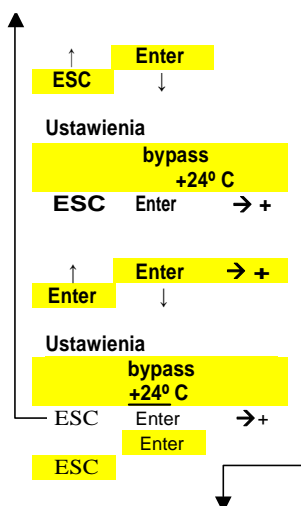 ↑ Enter
ESC ↓
Ustawienia
bypass
+24º C
ESC Enter → +
↑ Enter → +
Enter ↓
Ustawienia
bypass
+24º C
ESC Enter →+
Enter
ESC